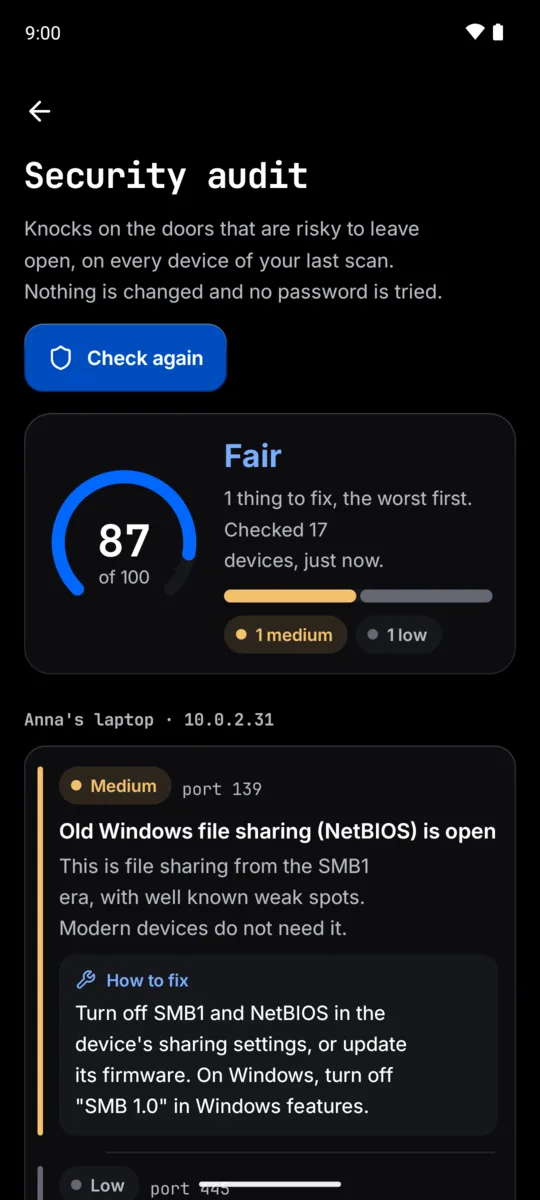 9:00
Security audit
Knocks on the doors that are risky to leave
open, on every device of your last scan.
Nothing is changed and no password is tried.
Check again
87
of 100
Fair
1 thing to fix, the worst first.
Checked 17
devices, just now.
1 medium
1 low
Anna's laptop · 10.0.2.31
Medium port 139
Old Windows file sharing (NetBIOS) is open
This is file sharing from the SMB1
era, with well known weak spots.
Modern devices do not need it.
How to fix
Turn off SMB1 and NetBIOS in the
device's sharing settings, or update
its firmware. On Windows, turn off
"SMB 1.0" in Windows features.
Low port 445